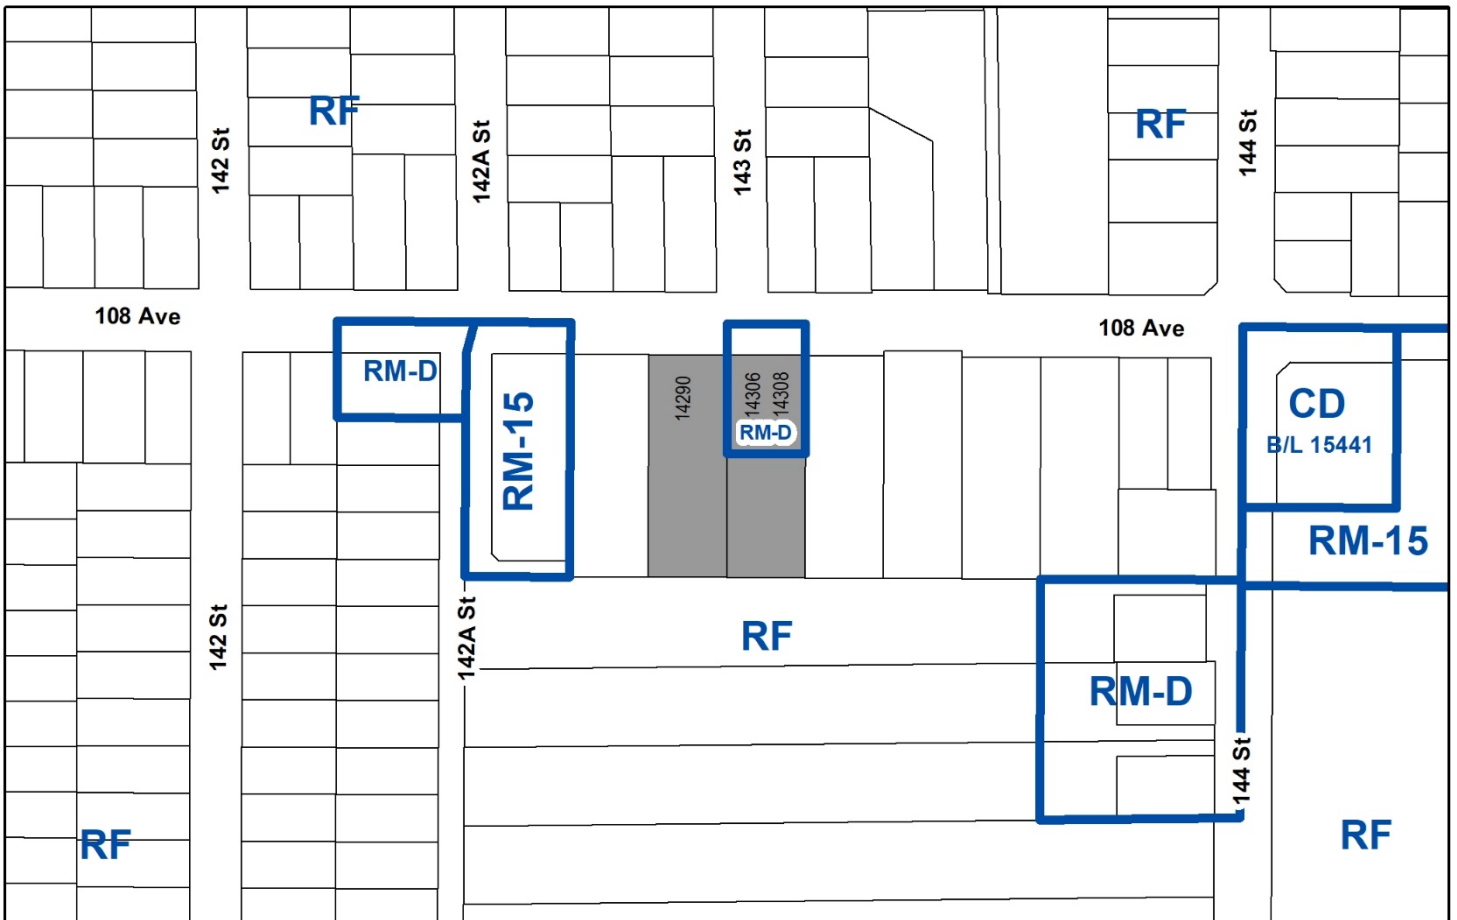 RF
RF
142 St
142A St
143 St
144 St
108 Ave
108 Ave
RM-D
RM-15
14290
14306
14308
RM-D
CD
B/L 15441
RM-15
142 St
142A St
RF
RM-D
144 St
RF
RF